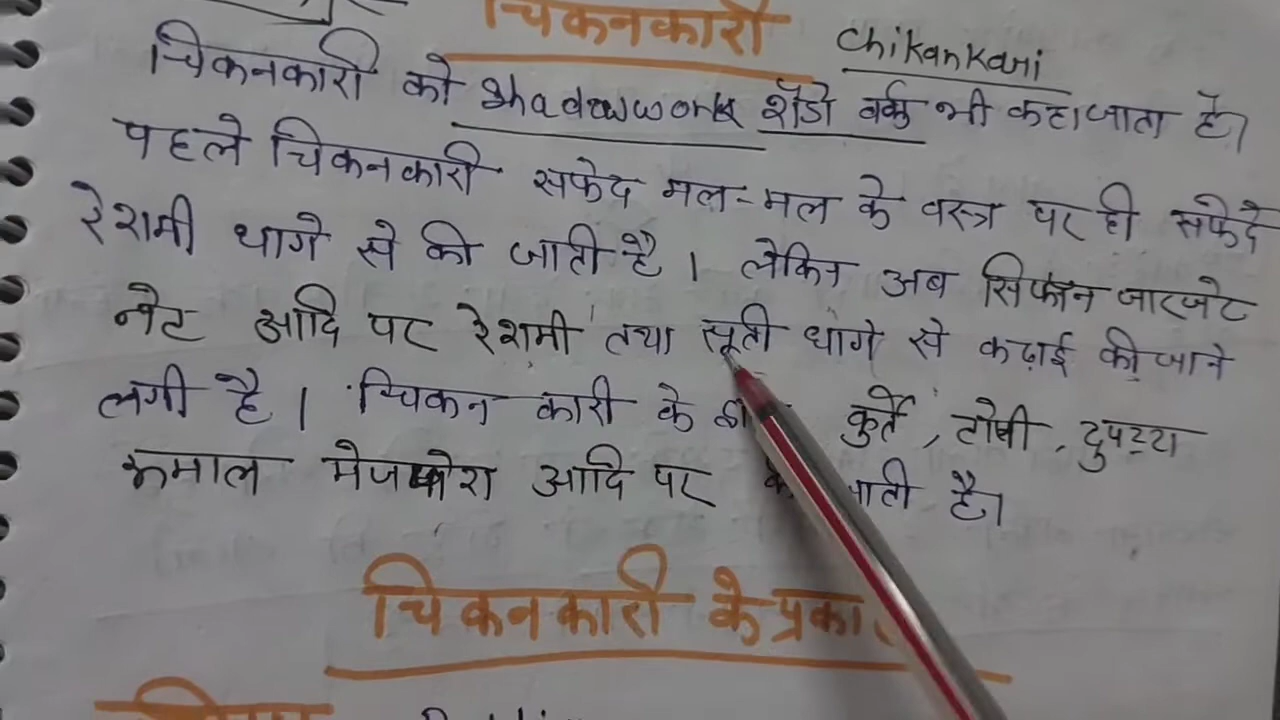 चिकनकारी Chikankari
चिकनकारी को Shadowwork शॅडो वर्क भी कहा जाता है।
पहले चिकनकारी सफेद मल-मल के वस्त्र पर ही सफेद
रेशमी धागे से की जाती है। लेकिन अब सिफॉन जारजेट
नेट आदि पर रेशमी तथा सूती धागे से कढ़ाई की जाने
लगी है। चिकन कारी के कुर्ते, टोपी, दुपट्टा
रूमाल मेजपोश आदि पर जाती है।
चिकनकारी के